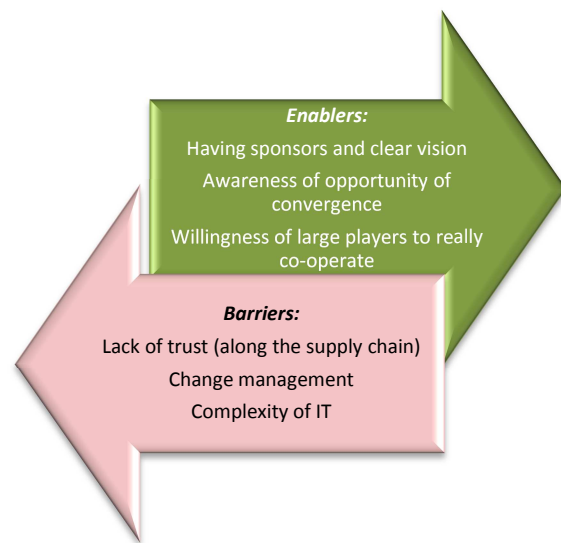 Enablers:
Having sponsors and clear vision
Awareness of opportunity of
convergence
Willingness of large players to really
co-operate
Barriers:
Lack of trust (along the supply chain)
Change management
Complexity of IT